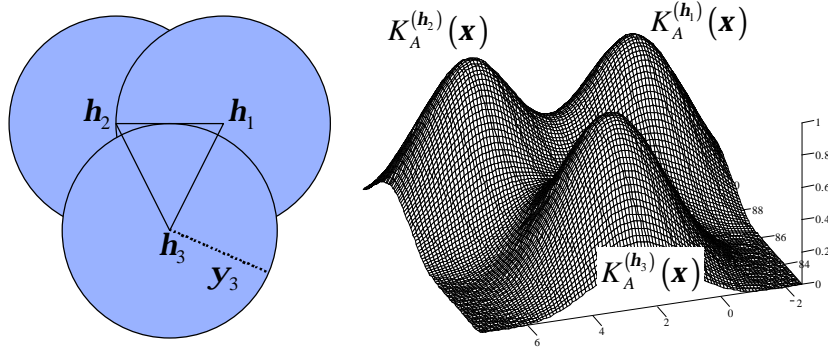 h₂ h₁
h₃
y₃
K_A^(h₂)(x) K_A^(h₁)(x)
K_A^(h₃)(x)
1
0.8
0.6
0.4
0.2
0
88
86
84
6 4 2 0 -2